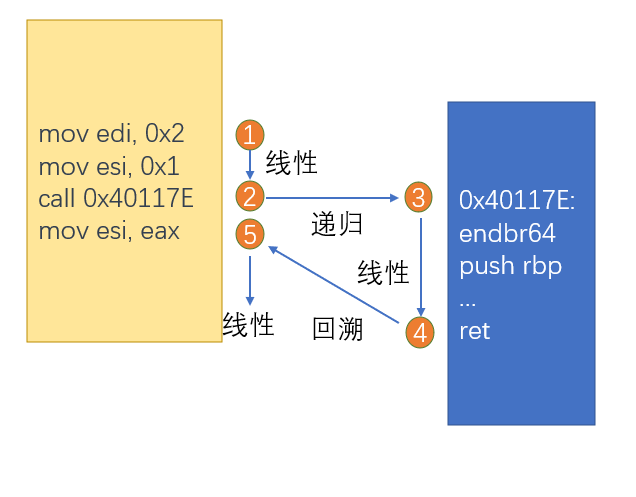 mov edi, 0x2
mov esi, 0x1
call 0x40117E
mov esi, eax
1
线性
2
3
递归
5
线性
线性
回溯
4
0x40117E:
endbr64
push rbp
...
ret